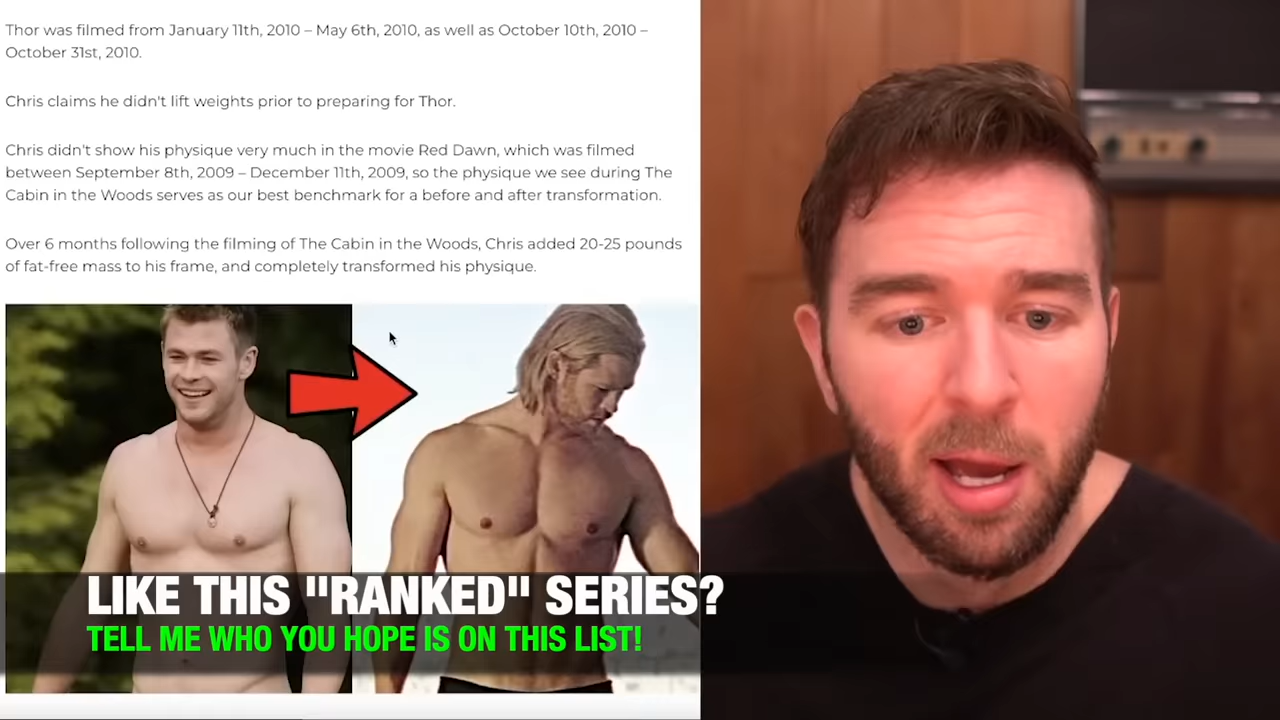 Thor was filmed from January 11th, 2010 – May 6th, 2010, as well as October 10th, 2010 –
October 31st, 2010.
Chris claims he didn't lift weights prior to preparing for Thor.
Chris didn't show his physique very much in the movie Red Dawn, which was filmed
between September 8th, 2009 – December 11th, 2009, so the physique we see during The
Cabin in the Woods serves as our best benchmark for a before and after transformation.
Over 6 months following the filming of The Cabin in the Woods, Chris added 20-25 pounds
of fat-free mass to his frame, and completely transformed his physique.
LIKE THIS "RANKED" SERIES?
TELL ME WHO YOU HOPE IS ON THIS LIST!